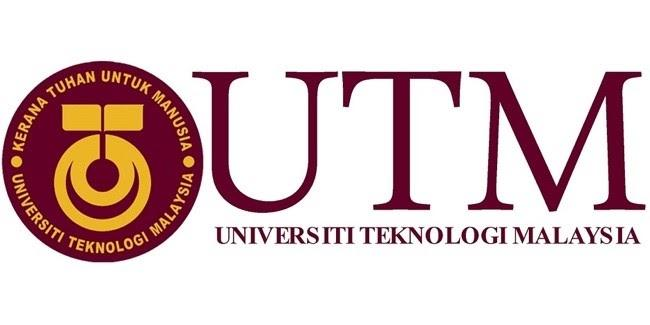 KERANA TUHAN UNTUK MANUSIA
UNIVERSITI TEKNOLOGI MALAYSIA
UTM
UNIVERSITI TEKNOLOGI MALAYSIA